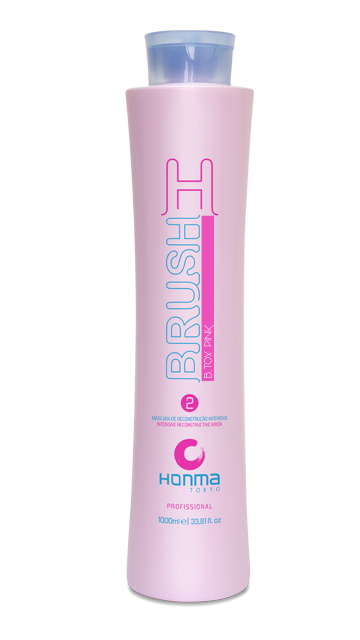 H
BRUSH
B.TOX PINK
2
MÁSCARA DE RECONSTRUÇÃO INTENSIVA
INTENSIVE RECONSTRUCTIVE MASK
HONMA
TOKYO
PROFISSIONAL
1000ml e | 33,81 fl. oz